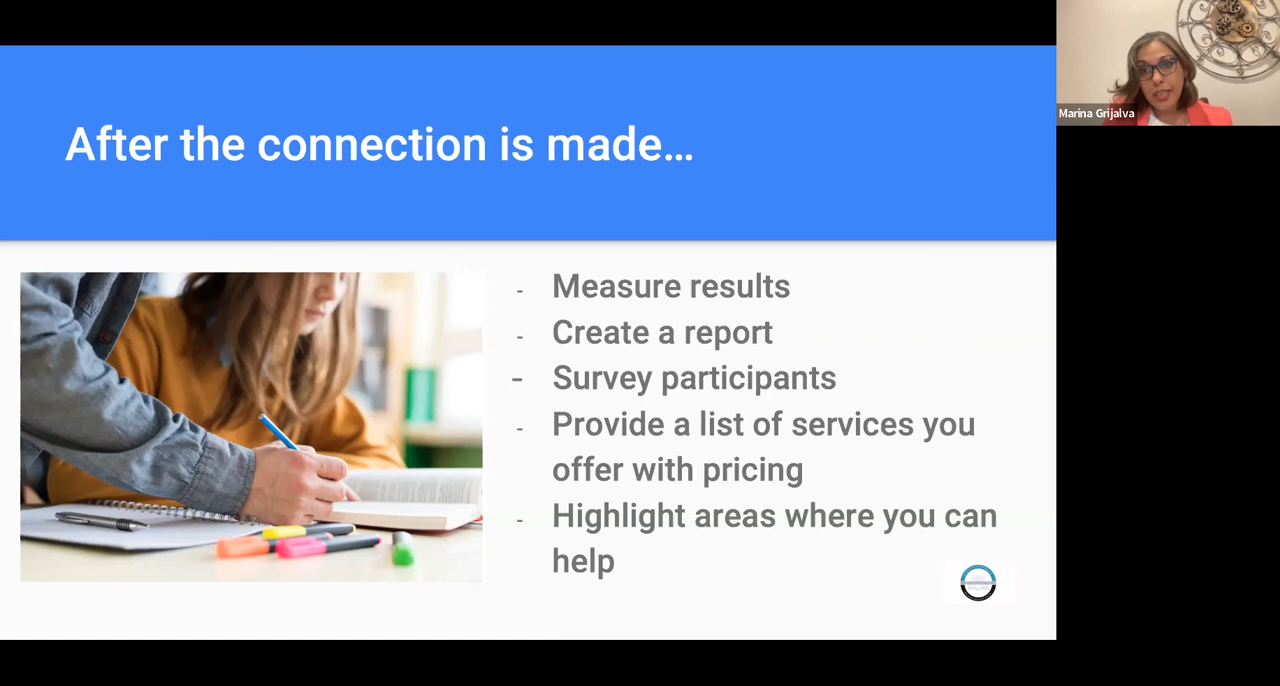 After the connection is made...
Marina Grijalva
- Measure results
- Create a report
- Survey participants
- Provide a list of services you
offer with pricing
- Highlight areas where you can
help